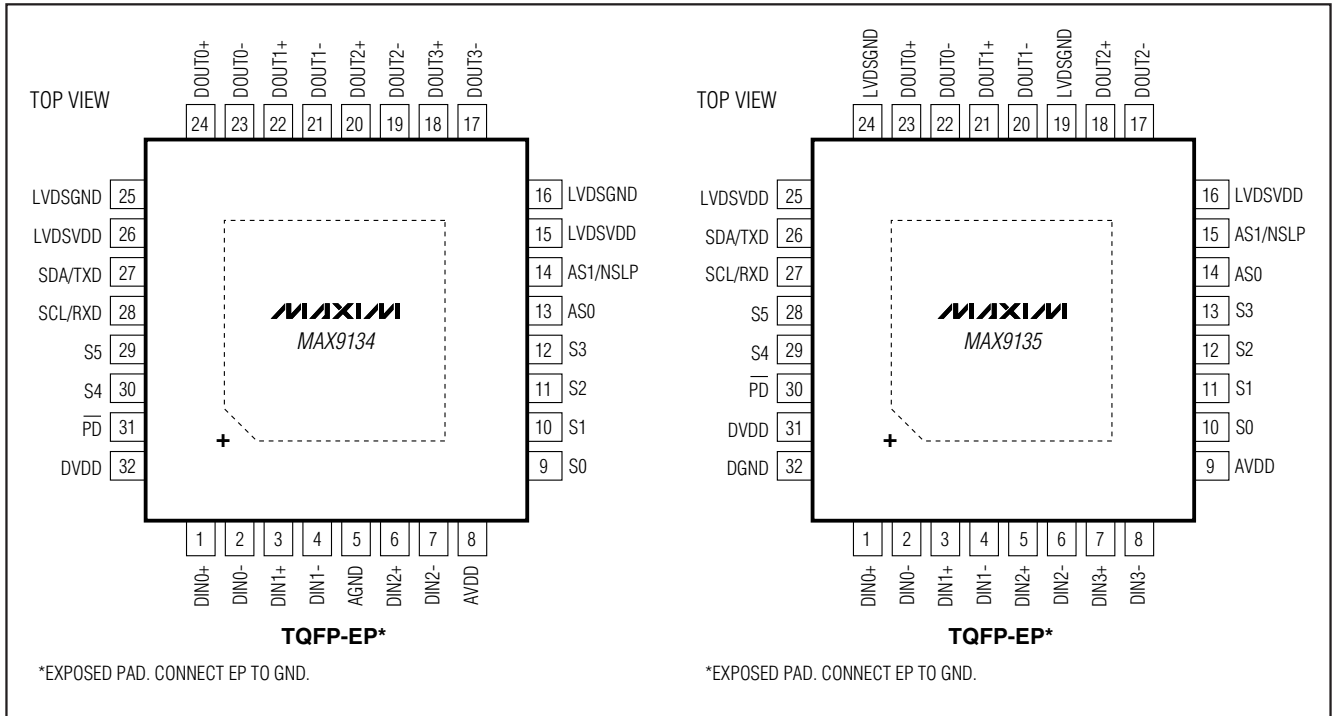 TOP VIEW
DOUT0+ DOUT0- DOUT1+ DOUT1- DOUT2+ DOUT2- DOUT3+ DOUT3-
24 23 22 21 20 19 18 17
LVDSGND 25
LVDSVDD 26
SDA/TXD 27
SCL/RXD 28
S5 29
S4 30
PD 31
DVDD 32
16 LVDSGND
15 LVDSVDD
14 AS1/NSLP
13 AS0
12 S3
11 S2
10 S1
9 S0
MAXIM
MAX9134
+
1 2 3 4 5 6 7 8
DIN0+ DIN0- DIN1+ DIN1- AGND DIN2+ DIN2- AVDD
TQFP-EP*
*EXPOSED PAD. CONNECT EP TO GND.
TOP VIEW
LVDSGND DOUT0+ DOUT0- DOUT1+ DOUT1- LVDSGND DOUT2+ DOUT2-
24 23 22 21 20 19 18 17
LVDSVDD 25
SDA/TXD 26
SCL/RXD 27
S5 28
S4 29
PD 30
DVDD 31
DGND 32
16 LVDSVDD
15 AS1/NSLP
14 AS0
13 S3
12 S2
11 S1
10 S0
9 AVDD
MAXIM
MAX9135
+
1 2 3 4 5 6 7 8
DIN0+ DIN0- DIN1+ DIN1- DIN2+ DIN2- DIN3+ DIN3-
TQFP-EP*
*EXPOSED PAD. CONNECT EP TO GND.